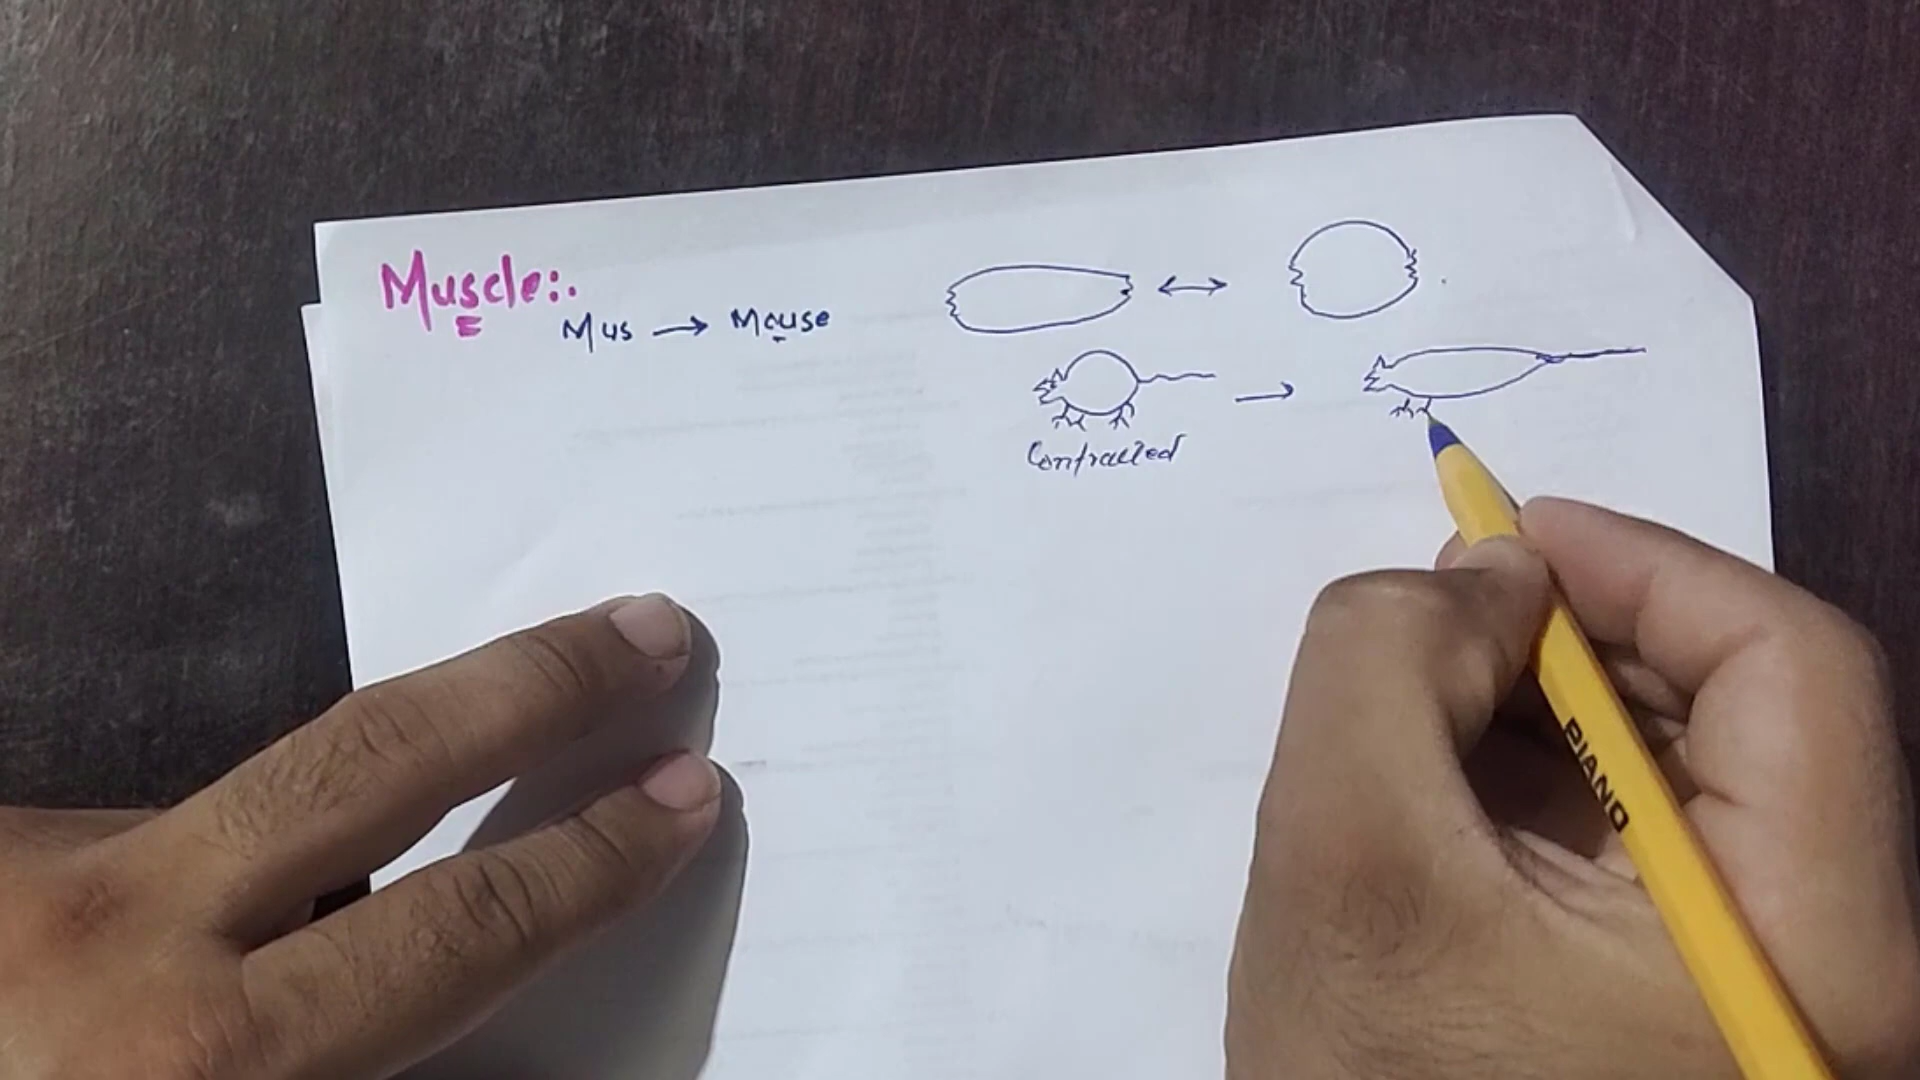 Muscle:.
Mus → Mouse
Contracted
PIANO